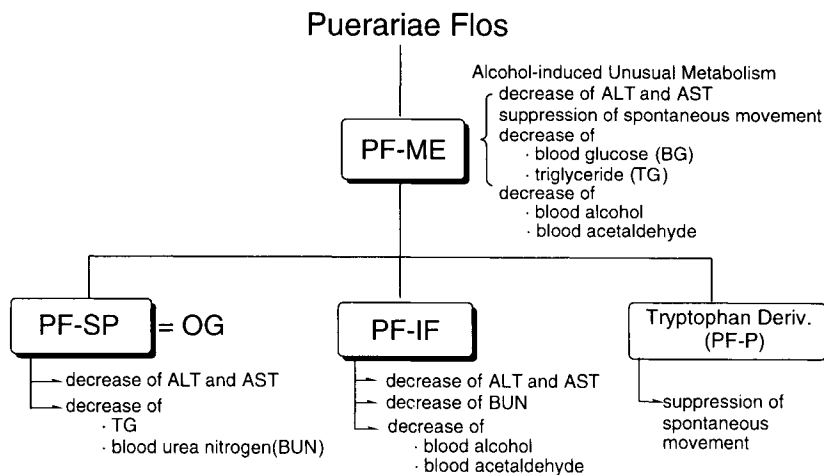 Puerariae Flos
Alcohol-induced Unusual Metabolism
decrease of ALT and AST
suppression of spontaneous movement
decrease of
· blood glucose (BG)
· triglyceride (TG)
decrease of
· blood alcohol
· blood acetaldehyde
PF-ME
PF-SP = OG
decrease of ALT and AST
decrease of
· TG
· blood urea nitrogen(BUN)
PF-IF
decrease of ALT and AST
decrease of BUN
decrease of
· blood alcohol
· blood acetaldehyde
Tryptophan Deriv.
(PF-P)
suppression of
spontaneous
movement